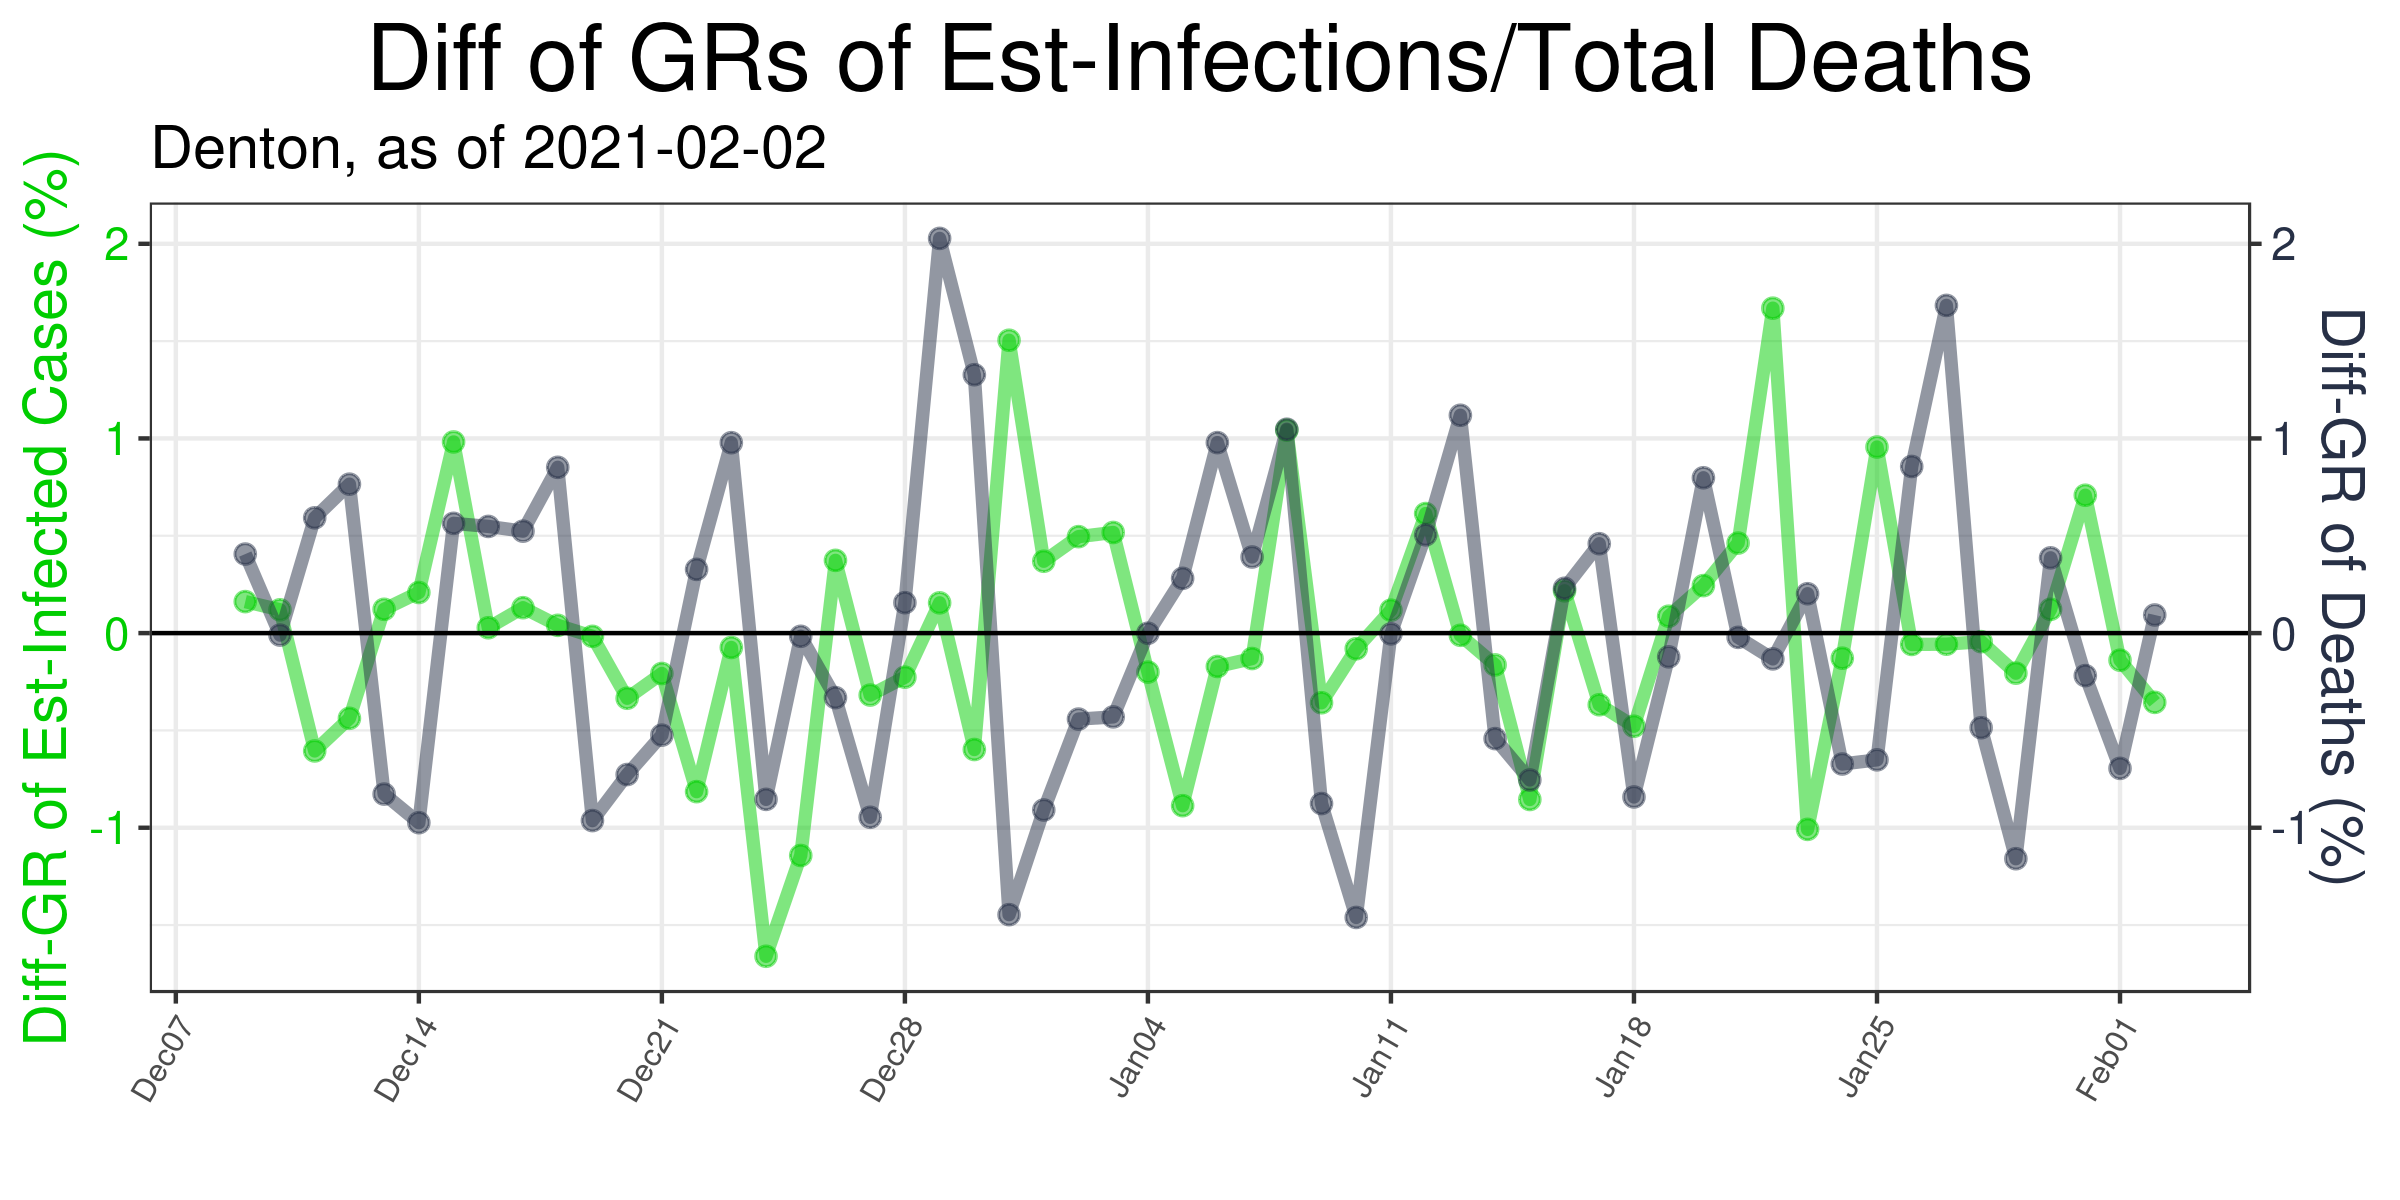 Diff of GRs of Est-Infections/Total Deaths
Denton, as of 2021-02-02
Diff-GR of Est-Infected Cases (%)
2
1
0
-1
2
1
0
-1
Diff-GR of Deaths (%)
Dec07
Dec14
Dec21
Dec28
Jan04
Jan11
Jan18
Jan25
Feb01